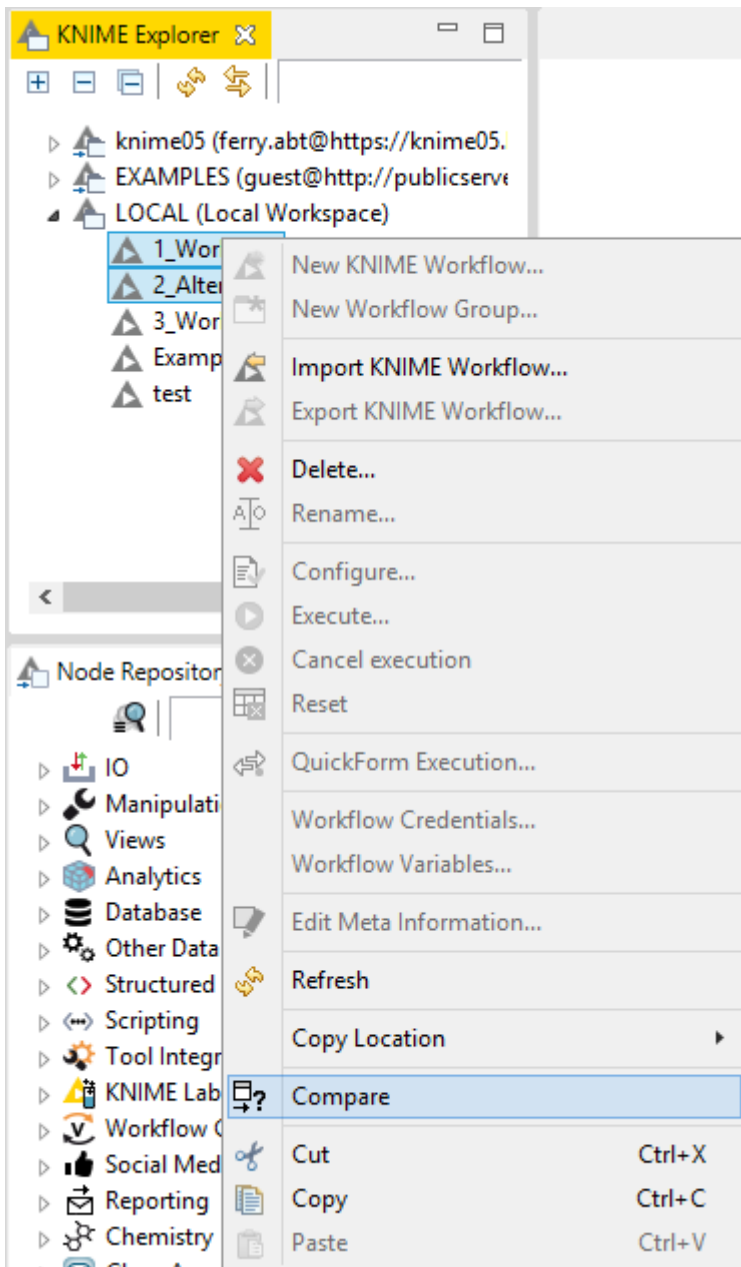 KNIME Explorer
knime05 (ferry.abt@https://knime05.
EXAMPLES (guest@http://publicserve
LOCAL (Local Workspace)
1_Wor
2_Alter
3_Wor
Examp
test
New KNIME Workflow...
New Workflow Group...
Import KNIME Workflow...
Export KNIME Workflow...
Delete...
Rename...
Configure...
Execute...
Cancel execution
Reset
QuickForm Execution...
Workflow Credentials...
Workflow Variables...
Edit Meta Information...
Refresh
Copy Location
Compare
Cut Ctrl+X
Copy Ctrl+C
Paste Ctrl+V
Node Repositor
IO
Manipulati
Views
Analytics
Database
Other Data
Structured
Scripting
Tool Integr
KNIME Lab
Workflow C
Social Med
Reporting
Chemistry